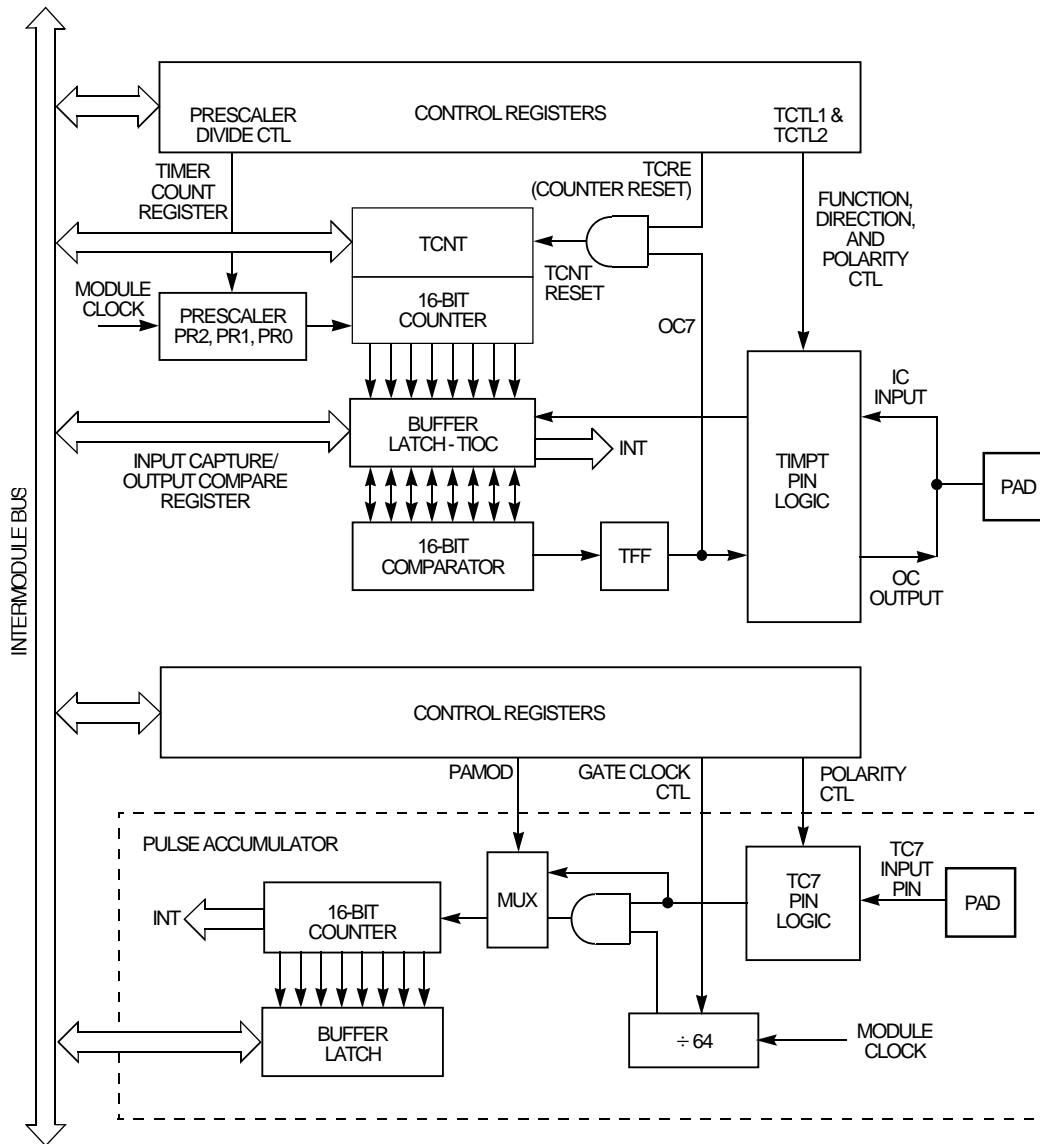 PRESCALER
DIVIDE CTL
CONTROL REGISTERS
TCTL1 &
TCTL2
TIMER
COUNT
REGISTER
TCRE
(COUNTER RESET)
FUNCTION,
DIRECTION,
AND
POLARITY
CTL
TCNT
TCNT
RESET
MODULE
CLOCK
PRESCALER
PR2, PR1, PR0
16-BIT
COUNTER
OC7
IC
INPUT
BUFFER
LATCH - TIOC
INT
INPUT CAPTURE/
OUTPUT COMPARE
REGISTER
TIMPT
PIN
LOGIC
PAD
16-BIT
COMPARATOR
TFF
OC
OUTPUT
INTERMODULE BUS
CONTROL REGISTERS
PAMOD
GATE CLOCK
CTL
POLARITY
CTL
PULSE ACCUMULATOR
INT
16-BIT
COUNTER
MUX
TC7
PIN
LOGIC
TC7
INPUT
PIN
PAD
BUFFER
LATCH
÷ 64
MODULE
CLOCK